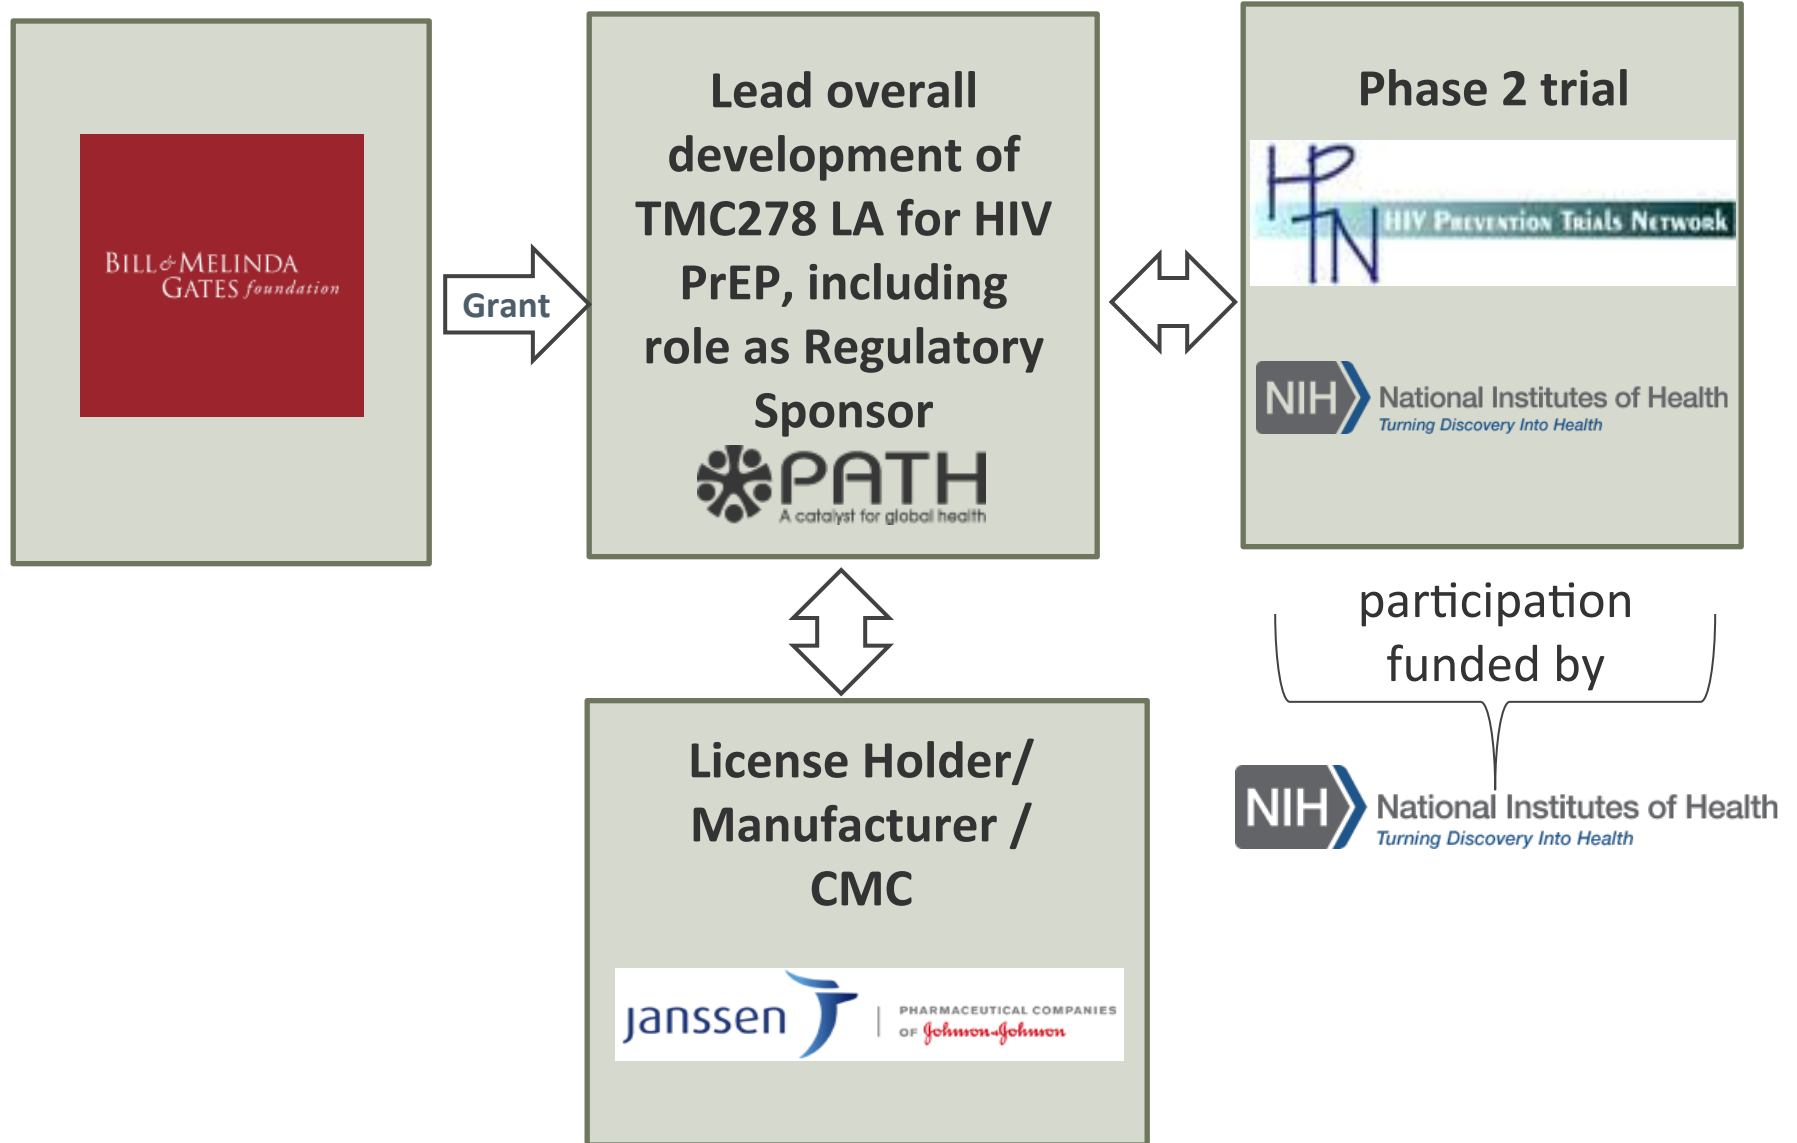 BILL & MELINDA
GATES foundation
Grant
Lead overall
development of
TMC278 LA for HIV
PrEP, including
role as Regulatory
Sponsor
PATH
A catalyst for global health
Phase 2 trial
HPTN
HIV PREVENTION TRIALS NETWORK
NIH National Institutes of Health
Turning Discovery Into Health
participation
funded by
NIH National Institutes of Health
Turning Discovery Into Health
License Holder/
Manufacturer /
CMC
janssen
PHARMACEUTICAL COMPANIES
OF Johnson & Johnson